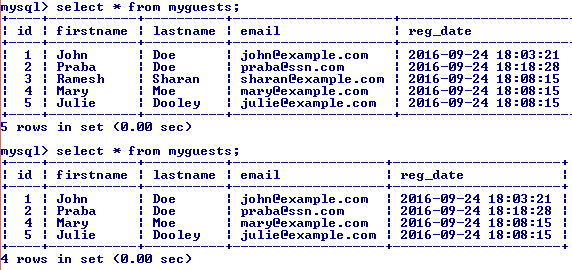 mysql> select * from myguests;
+----+-----------+----------+-------------------+---------------------+
| id | firstname | lastname | email             | reg_date            |
+----+-----------+----------+-------------------+---------------------+
|  1 | John      | Doe      | john@example.com  | 2016-09-24 18:03:21 |
|  2 | Praba     | Doe      | praba@ssn.com     | 2016-09-24 18:18:28 |
|  3 | Ramesh    | Sharan   | sharan@example.com | 2016-09-24 18:08:15 |
|  4 | Mary      | Moe      | mary@example.com  | 2016-09-24 18:08:15 |
|  5 | Julie     | Dooley   | julie@example.com | 2016-09-24 18:08:15 |
+----+-----------+----------+-------------------+---------------------+
5 rows in set (0.00 sec)
mysql> select * from myguests;
+----+-----------+----------+-------------------+---------------------+
| id | firstname | lastname | email             | reg_date            |
+----+-----------+----------+-------------------+---------------------+
|  1 | John      | Doe      | john@example.com  | 2016-09-24 18:03:21 |
|  2 | Praba     | Doe      | praba@ssn.com     | 2016-09-24 18:18:28 |
|  4 | Mary      | Moe      | mary@example.com  | 2016-09-24 18:08:15 |
|  5 | Julie     | Dooley   | julie@example.com | 2016-09-24 18:08:15 |
+----+-----------+----------+-------------------+---------------------+
4 rows in set (0.00 sec)